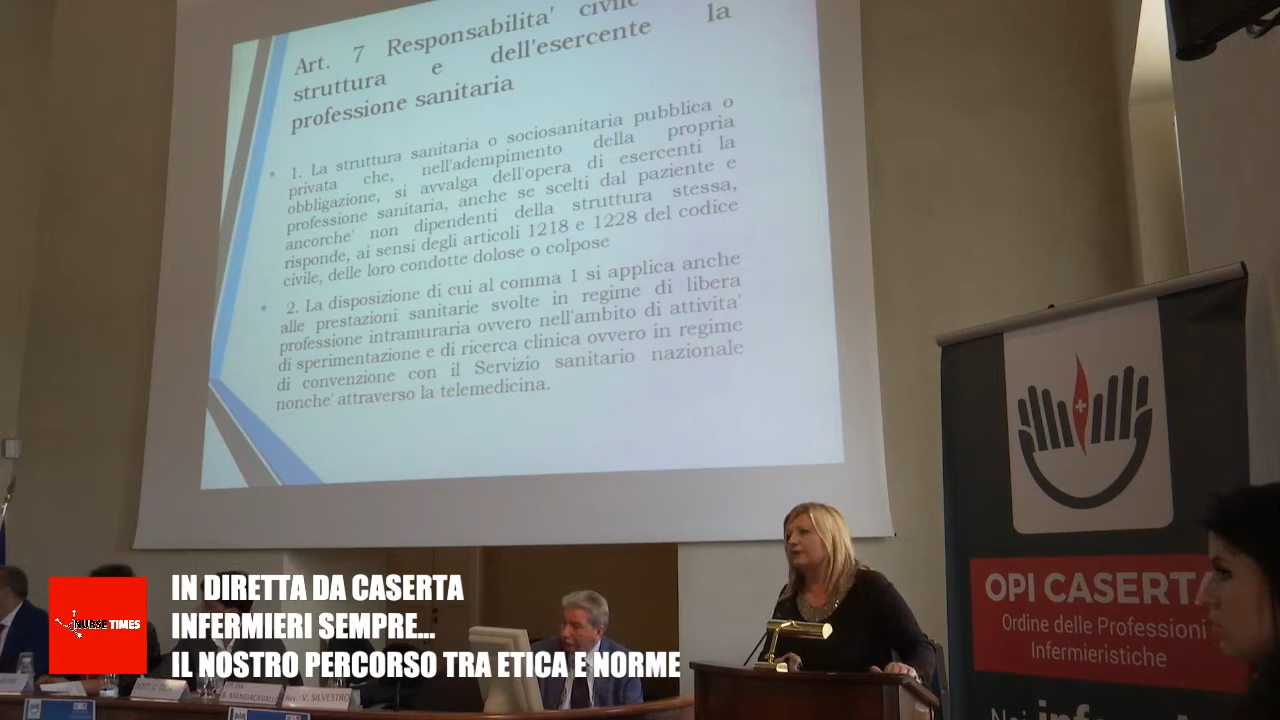 Art. 7 Responsabilita' civile
struttura e dell'esercente la
professione sanitaria
1. La struttura sanitaria o sociosanitaria pubblica o
privata che, nell'adempimento della propria
obbligazione, si avvalga dell'opera di esercenti la
professione sanitaria, anche se scelti dal paziente e
ancorche' non dipendenti della struttura stessa,
risponde, ai sensi degli articoli 1218 e 1228 del codice
civile, delle loro condotte dolose o colpose
2. La disposizione di cui al comma 1 si applica anche
alle prestazioni sanitarie svolte in regime di libera
professione intramuraria ovvero nell'ambito di attivita'
di sperimentazione e di ricerca clinica ovvero in regime
di convenzione con il Servizio sanitario nazionale
nonche' attraverso la telemedicina.
OPI CASERTA
Ordine delle Professioni
Infermieristiche
Noi
NURSE TIMES
IN DIRETTA DA CASERTA
INFERMIERI SEMPRE...
IL NOSTRO PERCORSO TRA ETICA E NORME
Avv. V. SILVESTRO